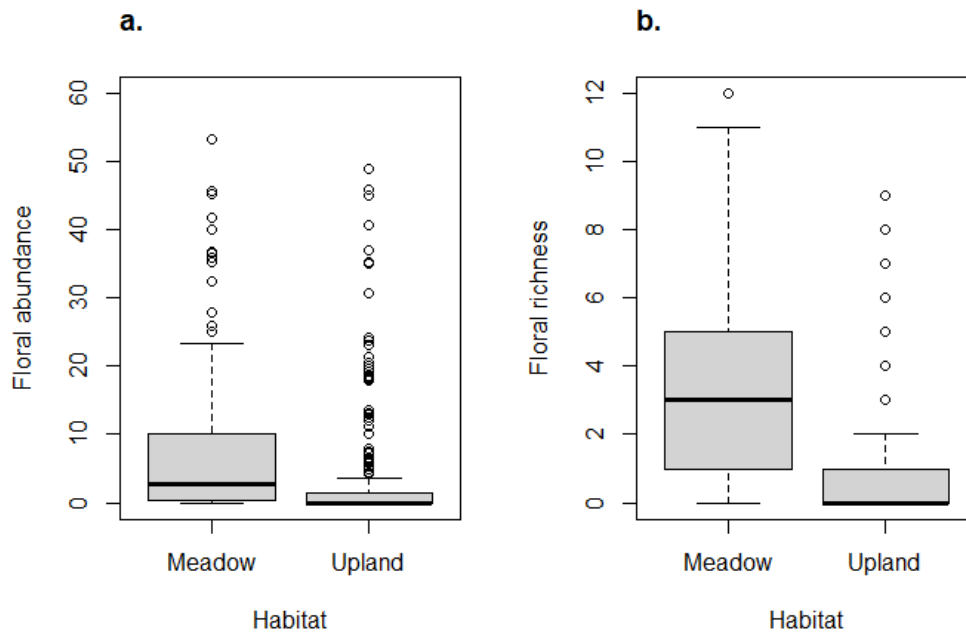 a.
Floral abundance
60
50
40
30
20
10
0
Meadow Upland
Habitat
b.
Floral richness
12
10
8
6
4
2
0
Meadow Upland
Habitat